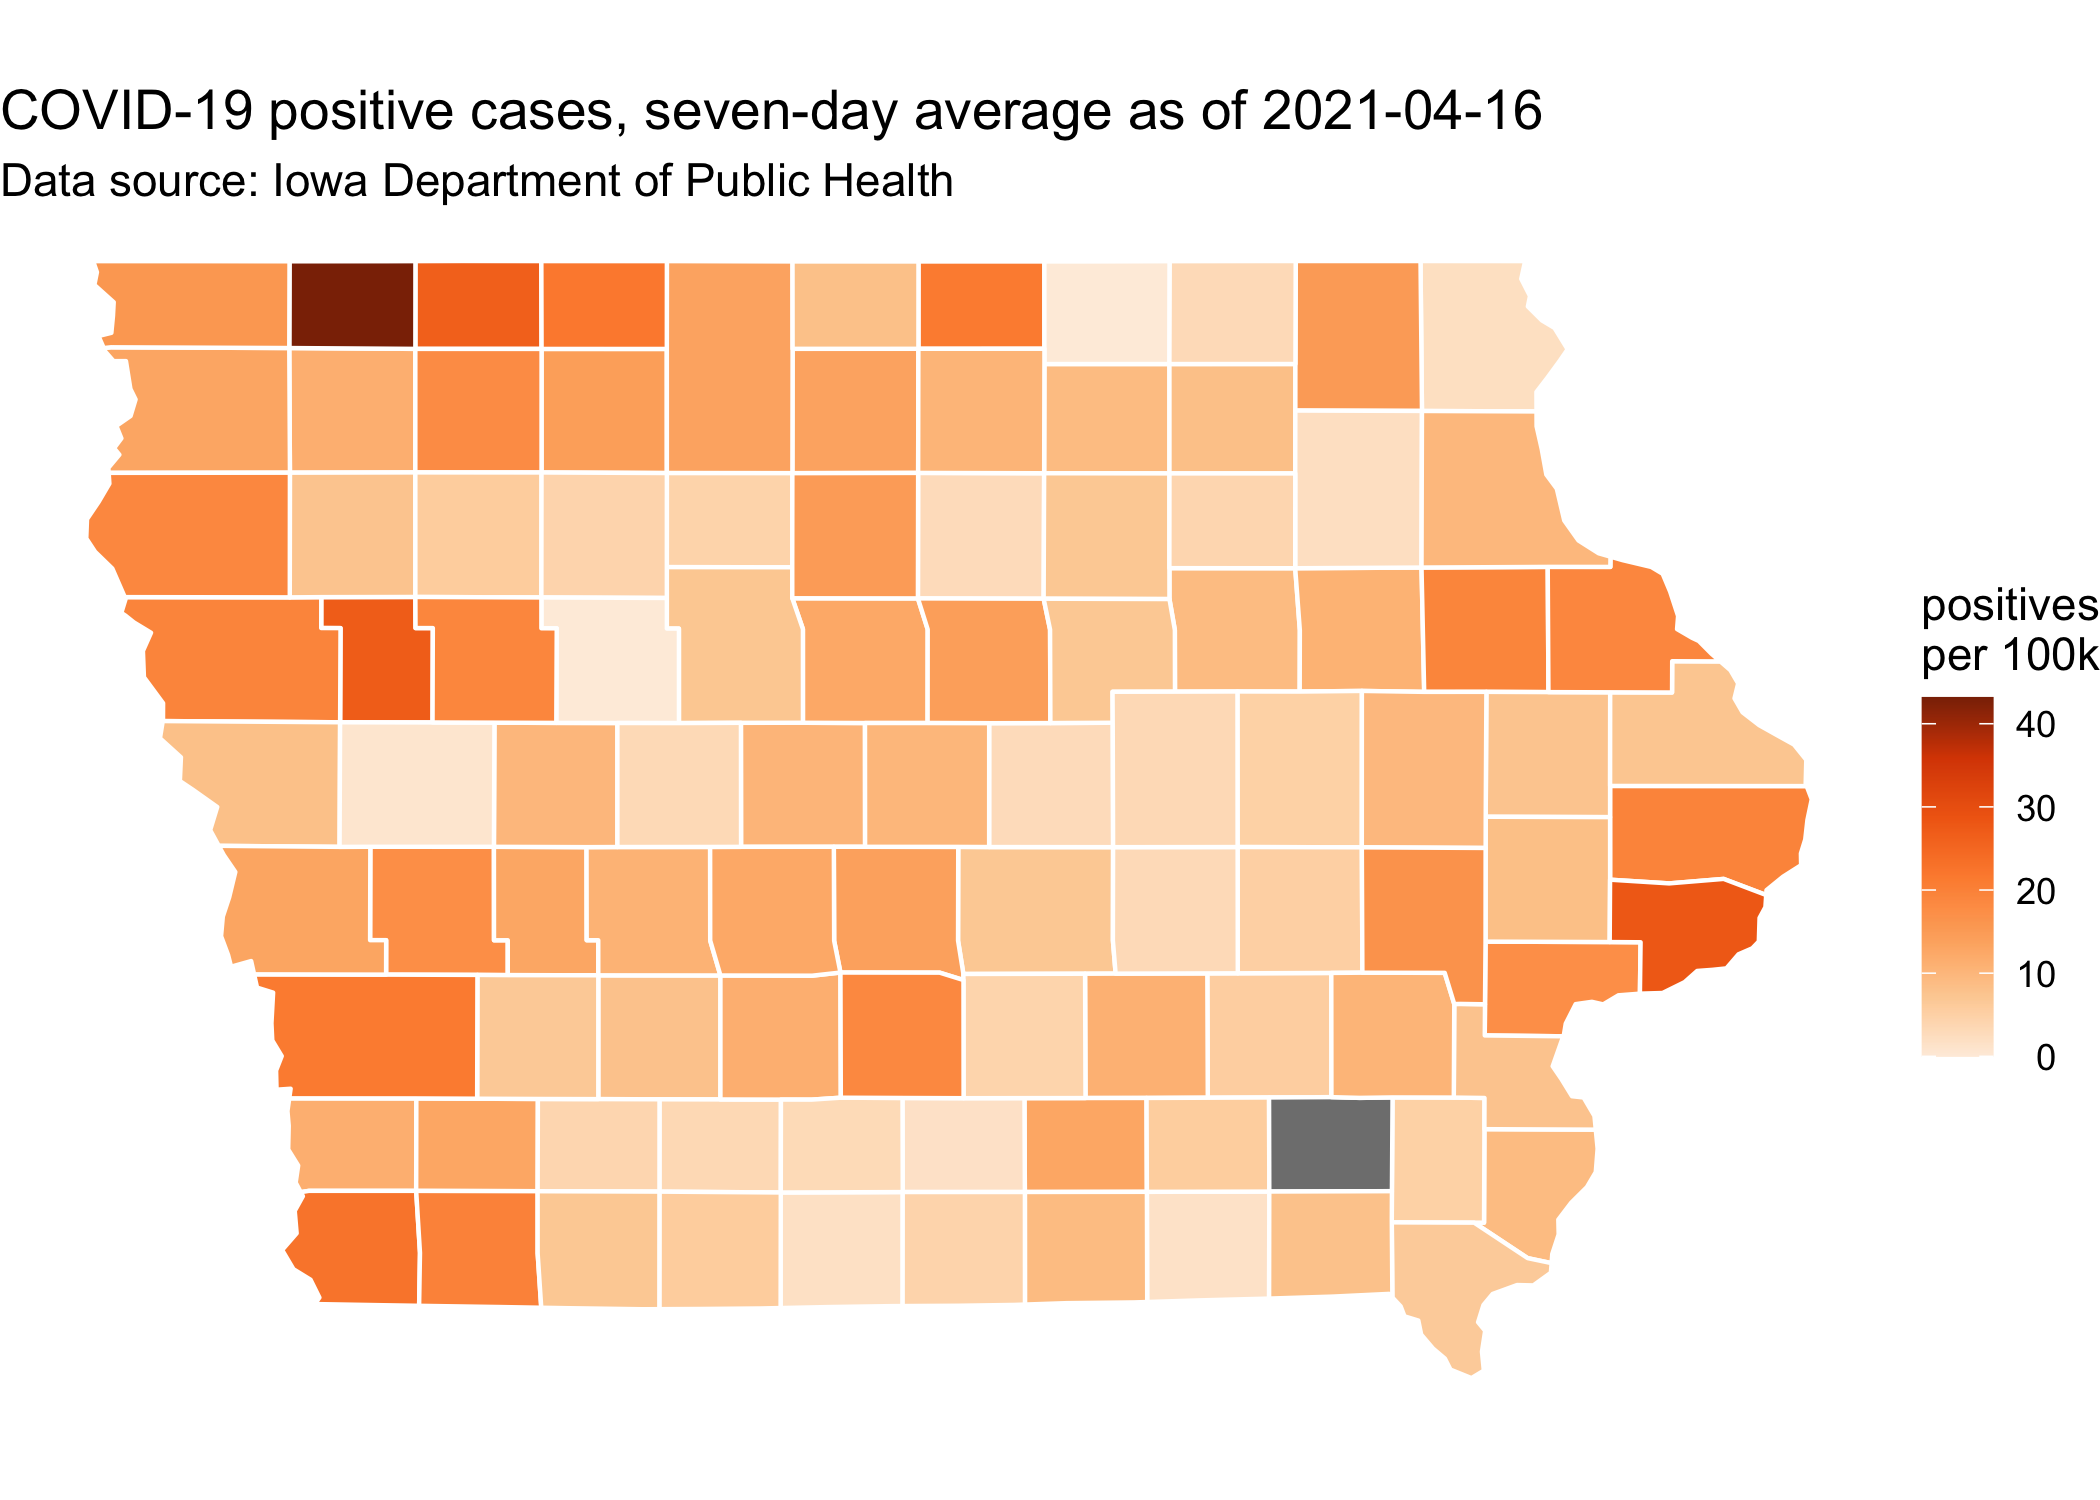 COVID-19 positive cases, seven-day average as of 2021-04-16
Data source: Iowa Department of Public Health
positives
per 100k
40
30
20
10
0